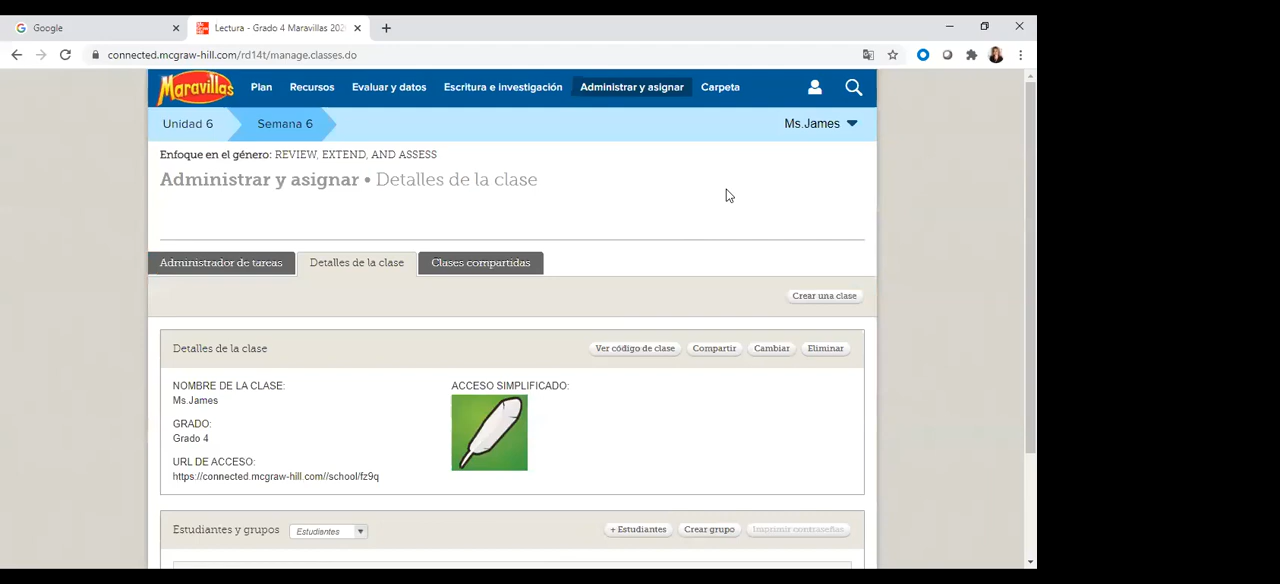 Google
Lectura - Grado 4 Maravillas 202
connected.mcgraw-hill.com/rd14t/manage.classes.do
Maravillas
Plan
Recursos
Evaluar y datos
Escritura e investigación
Administrar y asignar
Carpeta
Unidad 6
Semana 6
Ms.James
Enfoque en el género: REVIEW, EXTEND, AND ASSESS
Administrar y asignar • Detalles de la clase
Administrador de tareas
Detalles de la clase
Clases compartidas
Crear una clase
Detalles de la clase
Ver código de clase
Compartir
Cambiar
Eliminar
NOMBRE DE LA CLASE:
Ms.James
GRADO:
Grado 4
URL DE ACCESO:
https://connected.mcgraw-hill.com//school/fz9q
ACCESO SIMPLIFICADO:
Estudiantes y grupos
Estudiantes
+ Estudiantes
Crear grupo
Imprimir contraseñas